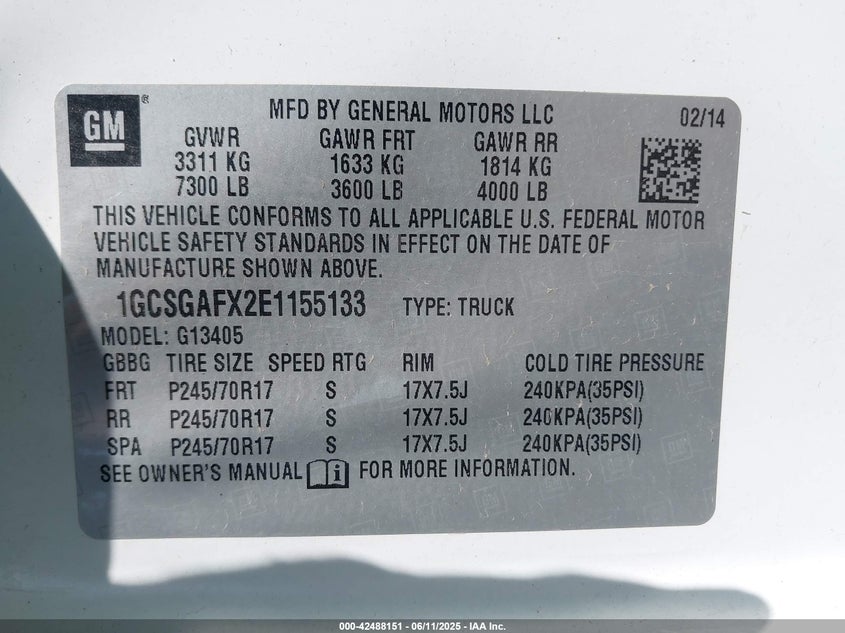 GM ®
MFD BY GENERAL MOTORS LLC 02/14
GVWR GAWR FRT GAWR RR
3311 KG 1633 KG 1814 KG
7300 LB 3600 LB 4000 LB
THIS VEHICLE CONFORMS TO ALL APPLICABLE U.S. FEDERAL MOTOR
VEHICLE SAFETY STANDARDS IN EFFECT ON THE DATE OF
MANUFACTURE SHOWN ABOVE.
1GCSGAFX2E1155133 TYPE: TRUCK
MODEL: G13405
GBBG TIRE SIZE SPEED RTG RIM COLD TIRE PRESSURE
FRT P245/70R17 S 17X7.5J 240KPA(35PSI)
RR P245/70R17 S 17X7.5J 240KPA(35PSI)
SPA P245/70R17 S 17X7.5J 240KPA(35PSI)
SEE OWNER'S MANUAL i FOR MORE INFORMATION.
000-42488151 - 06/11/2025 - IAA Inc.